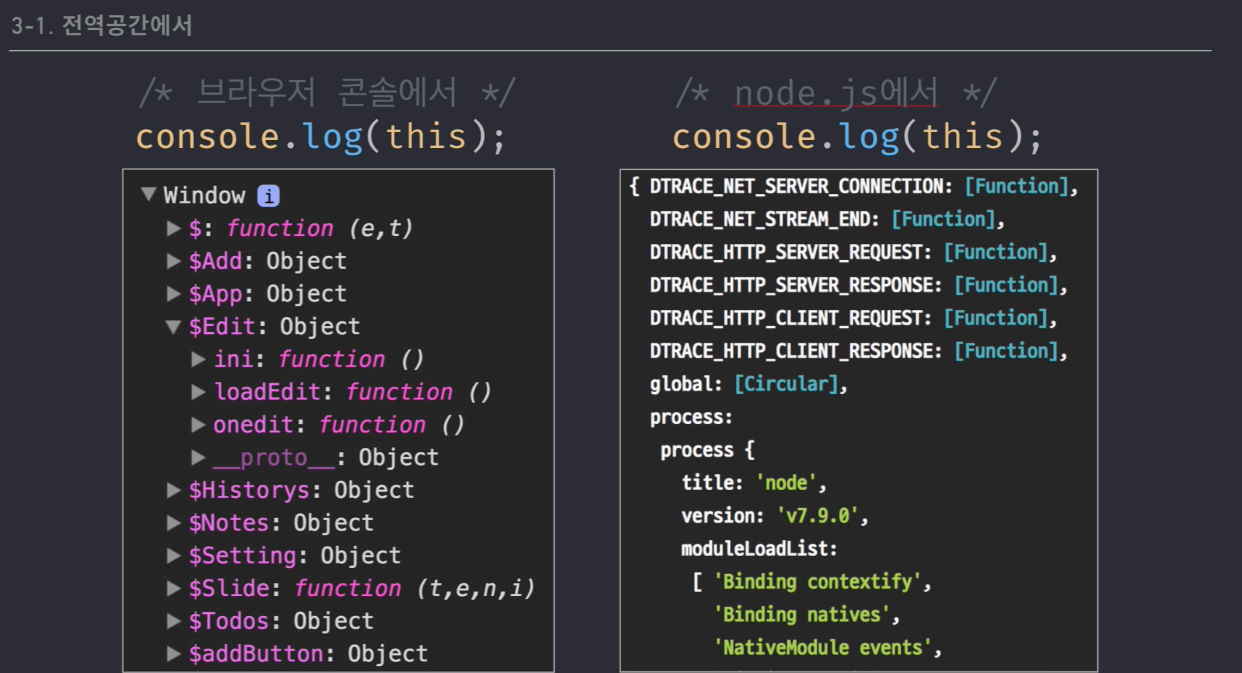 3-1. 전역공간에서
/* 브라우저 콘솔에서 */
console.log(this);
▼ Window i
▶ $: function (e,t)
▶ $Add: Object
▶ $App: Object
▼ $Edit: Object
▶ ini: function ()
▶ loadEdit: function ()
▶ onedit: function ()
▶ __proto__: Object
▶ $Historys: Object
▶ $Notes: Object
▶ $Setting: Object
▶ $Slide: function (t,e,n,i)
▶ $Todos: Object
▶ $addButton: Object
/* node.js에서 */
console.log(this);
{ DTRACE_NET_SERVER_CONNECTION: [Function],
DTRACE_NET_STREAM_END: [Function],
DTRACE_HTTP_SERVER_REQUEST: [Function],
DTRACE_HTTP_SERVER_RESPONSE: [Function],
DTRACE_HTTP_CLIENT_REQUEST: [Function],
DTRACE_HTTP_CLIENT_RESPONSE: [Function],
global: [Circular],
process:
process {
title: 'node',
version: 'v7.9.0',
moduleLoadList:
[ 'Binding contextify',
'Binding natives',
'NativeModule events',